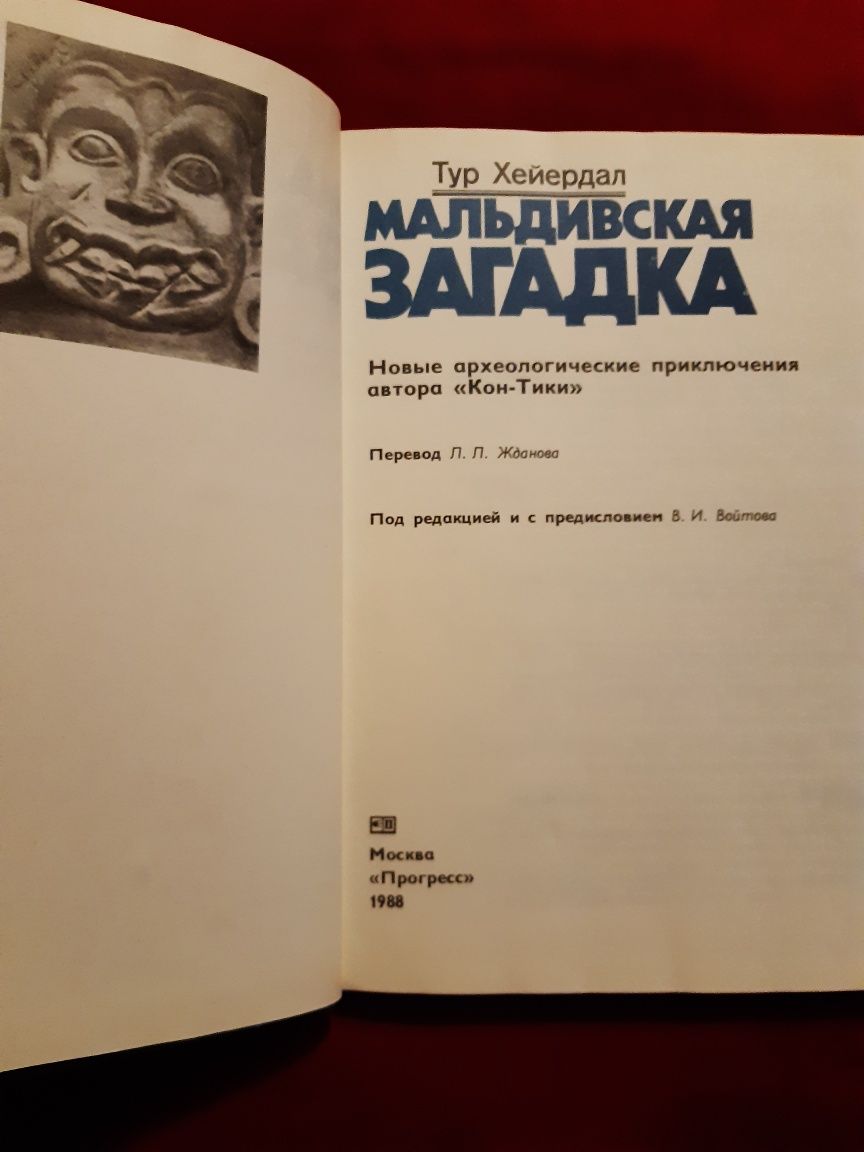 Тур Хейердал
МАЛЬДИВСКАЯ
ЗАГАДКА
Новые археологические приключения
автора «Кон-Тики»
Перевод Л. Л. Жданова
Под редакцией и с предисловием В. И. Войтова
Москва
«Прогресс»
1988